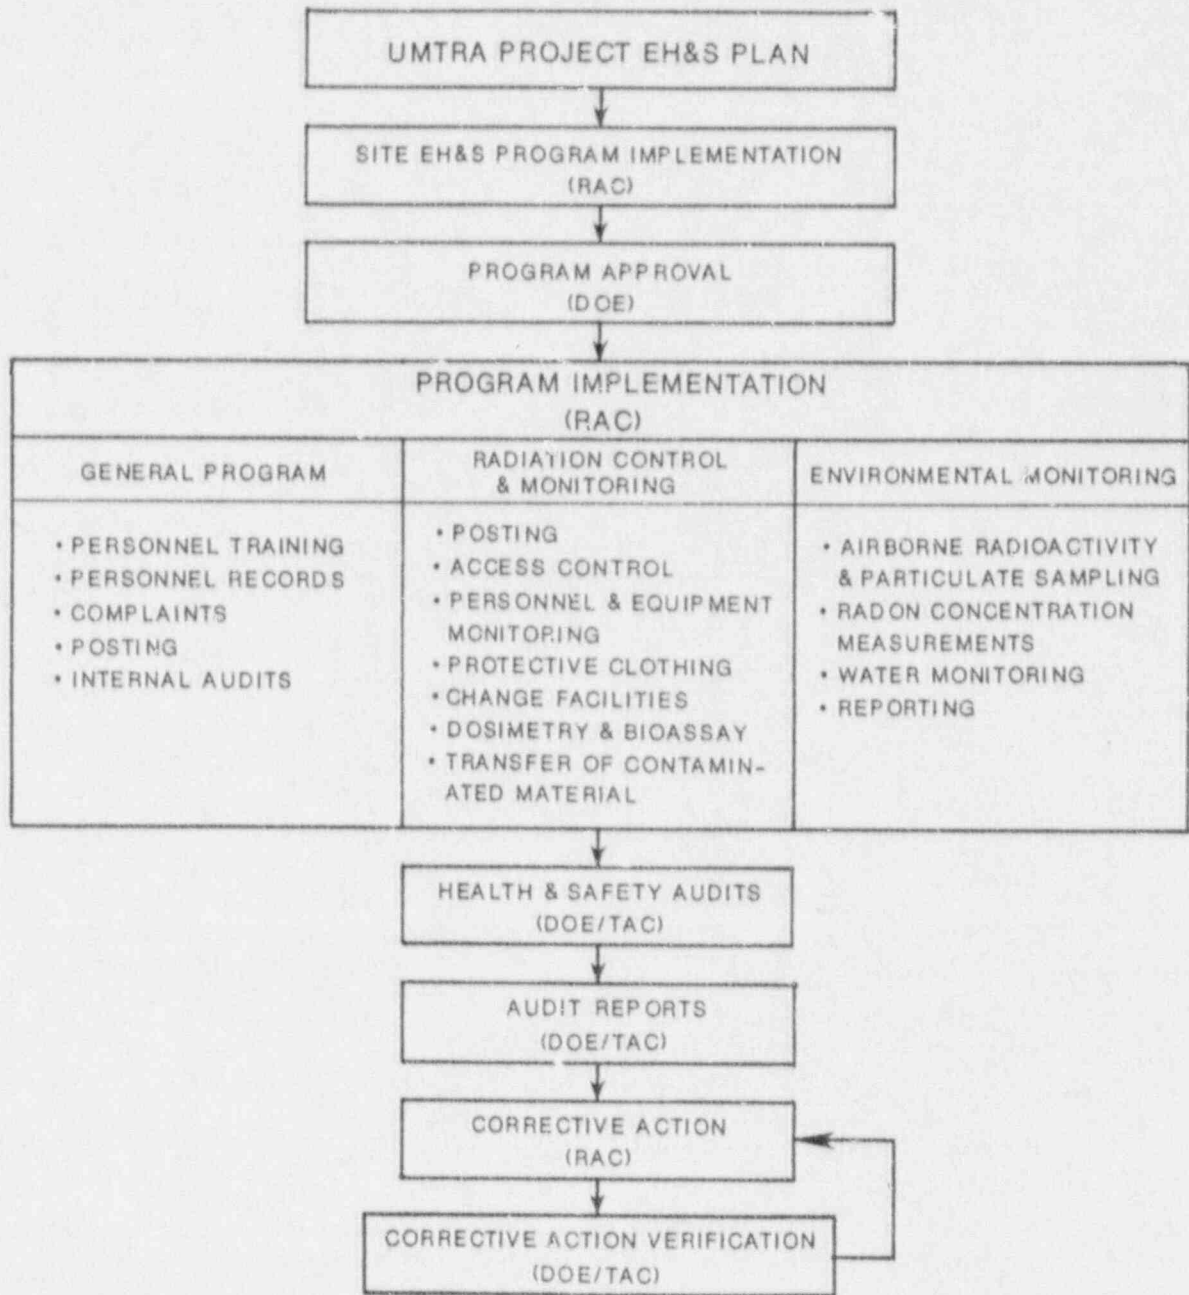 UMTRA PROJECT EH&S PLAN
SITE EH&S PROGRAM IMPLEMENTATION
(RAC)
PROGRAM APPROVAL
(DOE)
PROGRAM IMPLEMENTATION
(RAC)
GENERAL PROGRAM
• PERSONNEL TRAINING
• PERSONNEL RECORDS
• COMPLAINTS
• POSTING
• INTERNAL AUDITS
RADIATION CONTROL
& MONITORING
• POSTING
• ACCESS CONTROL
• PERSONNEL & EQUIPMENT
MONITORING
• PROTECTIVE CLOTHING
• CHANGE FACILITIES
• DOSIMETRY & BIOASSAY
• TRANSFER OF CONTAMIN-
ATED MATERIAL
ENVIRONMENTAL MONITORING
• AIRBORNE RADIOACTIVITY
& PARTICULATE SAMPLING
• RADON CONCENTRATION
MEASUREMENTS
• WATER MONITORING
• REPORTING
HEALTH & SAFETY AUDITS
(DOE/TAC)
AUDIT REPORTS
(DOE/TAC)
CORRECTIVE ACTION
(RAC)
CORRECTIVE ACTION VERIFICATION
(DOE/TAC)